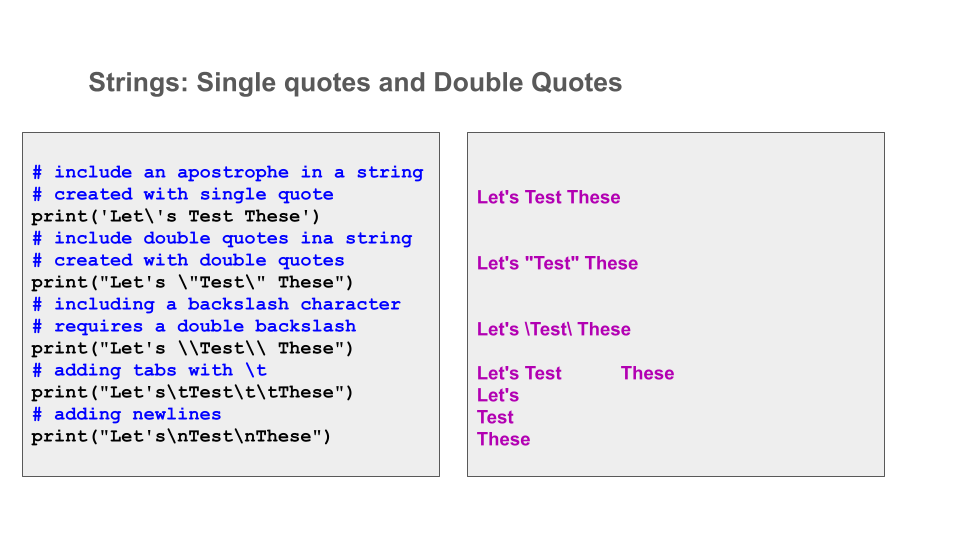 Strings: Single quotes and Double Quotes
# include an apostrophe in a string
# created with single quote
print('Let\'s Test These')
# include double quotes ina string
# created with double quotes
print("Let's \"Test\" These")
# including a backslash character
# requires a double backslash
print("Let's \\Test\\ These")
# adding tabs with \t
print("Let's\tTest\t\tThese")
# adding newlines
print("Let's\nTest\nThese")
Let's Test These
Let's "Test" These
Let's \Test\ These
Let's Test These
Let's
Test
These